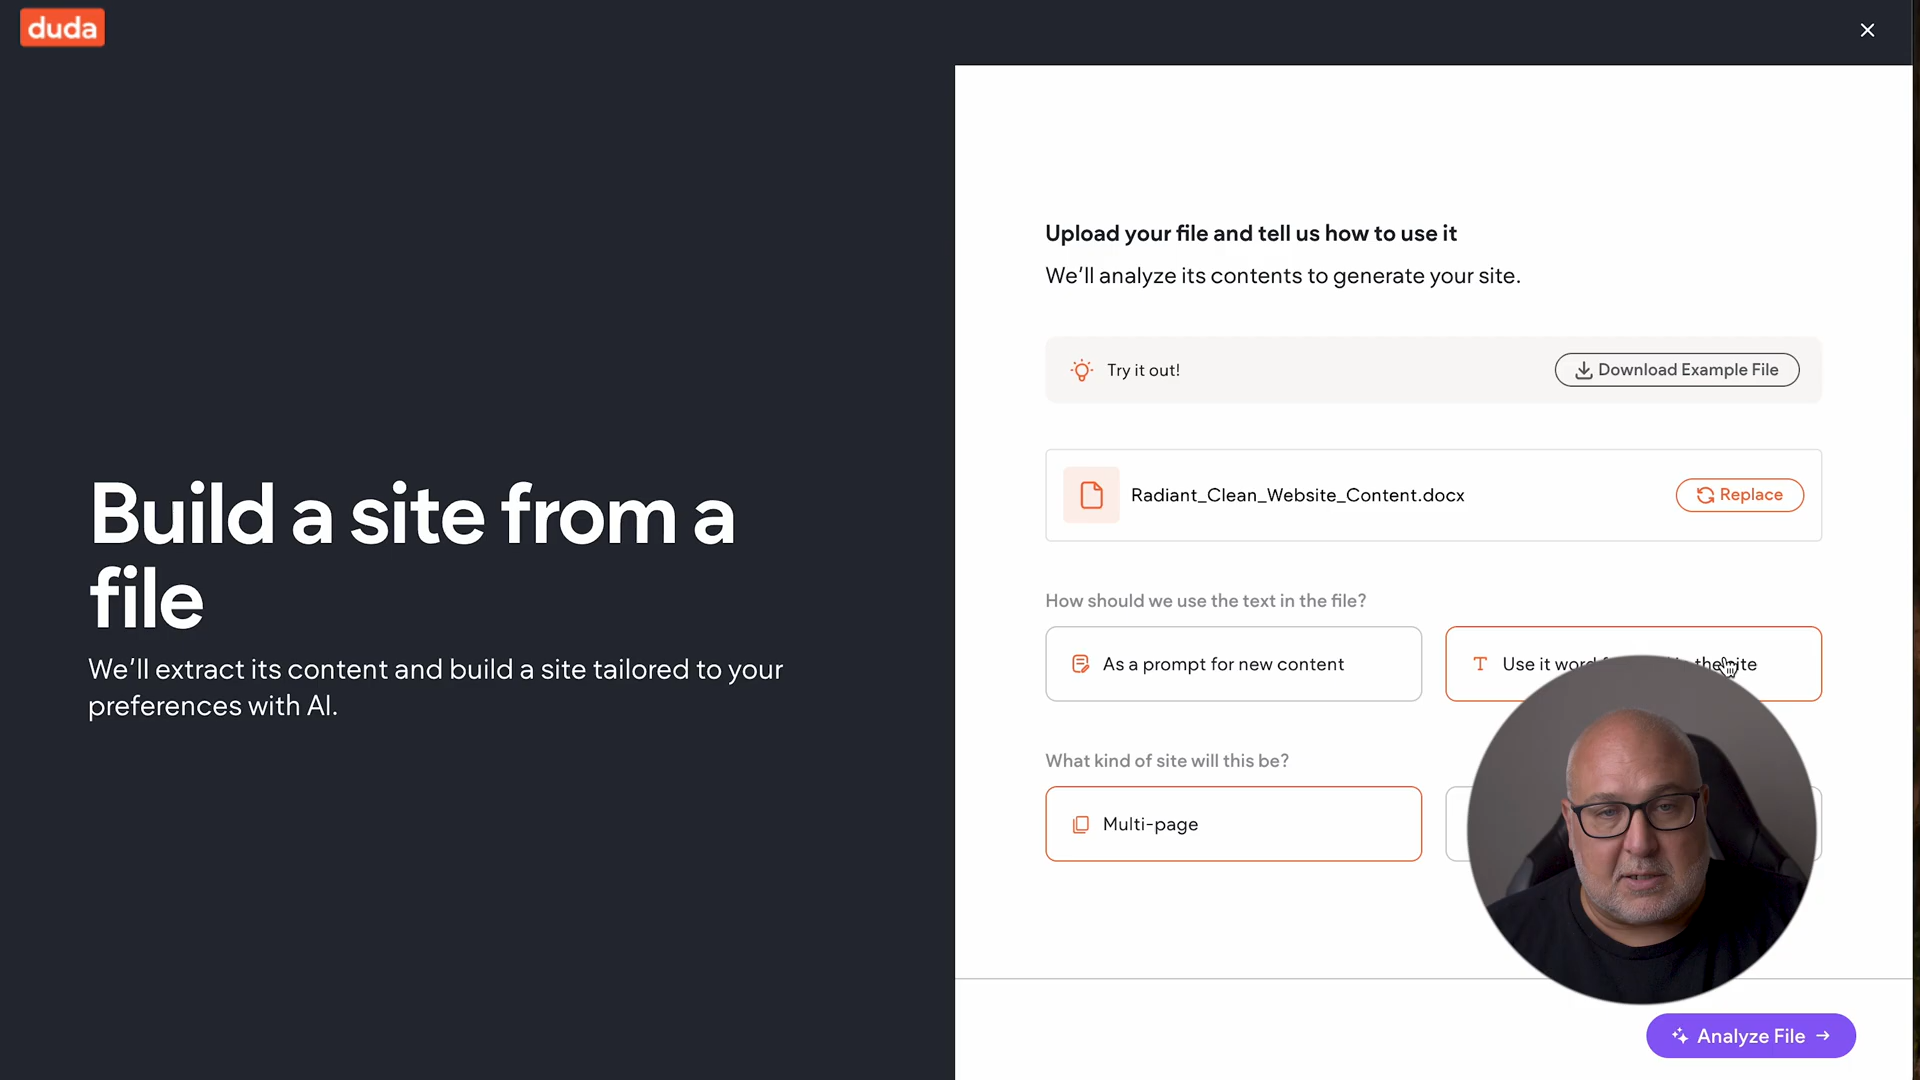 duda
Build a site from a
file
We'll extract its content and build a site tailored to your
preferences with AI.
Upload your file and tell us how to use it
We'll analyze its contents to generate your site.
Try it out!
Download Example File
Radiant_Clean_Website_Content.docx
Replace
How should we use the text in the file?
As a prompt for new content
Use it the
What kind of site will this be?
Multi-page
Analyze File